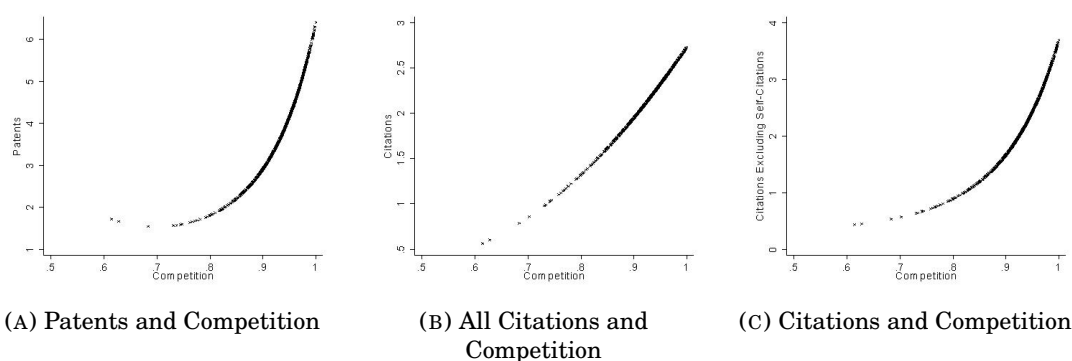 Patents
6
5
4
3
2
1
.5 .6 .7 .8 .9 1
Competition
Citations
3
2.5
2
1.5
1
.5
.5 .6 .7 .8 .9 1
Competition
Citations Excluding Self-Citations
4
3
2
1
0
.5 .6 .7 .8 .9 1
Competition
(A) Patents and Competition
(B) All Citations and
Competition
(C) Citations and Competition